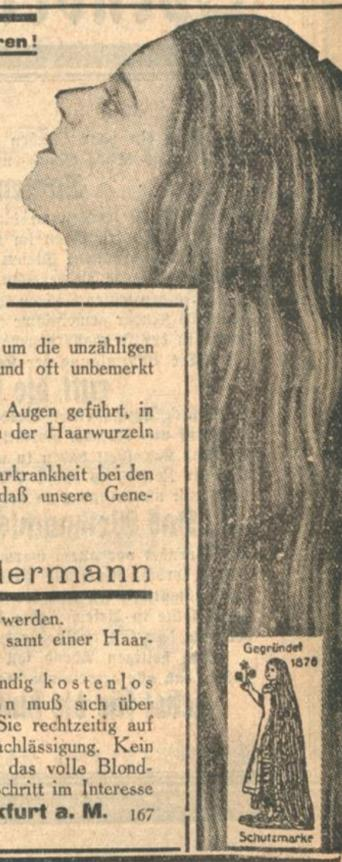 ren!
um die unzähligen
und oft unbemerkt
Augen geführt, in
der Haarwurzeln
arkrankheit bei den
daß unsere Gene-
ermann
werden.
samt einer Haar-
ndig kostenlos
n muß sich über
Sie rechtzeitig auf
achlässigung. Kein
das volle Blond-
chritt im Interesse
kfurt a. M. 167
Gegründet
1876
Schutzmarke